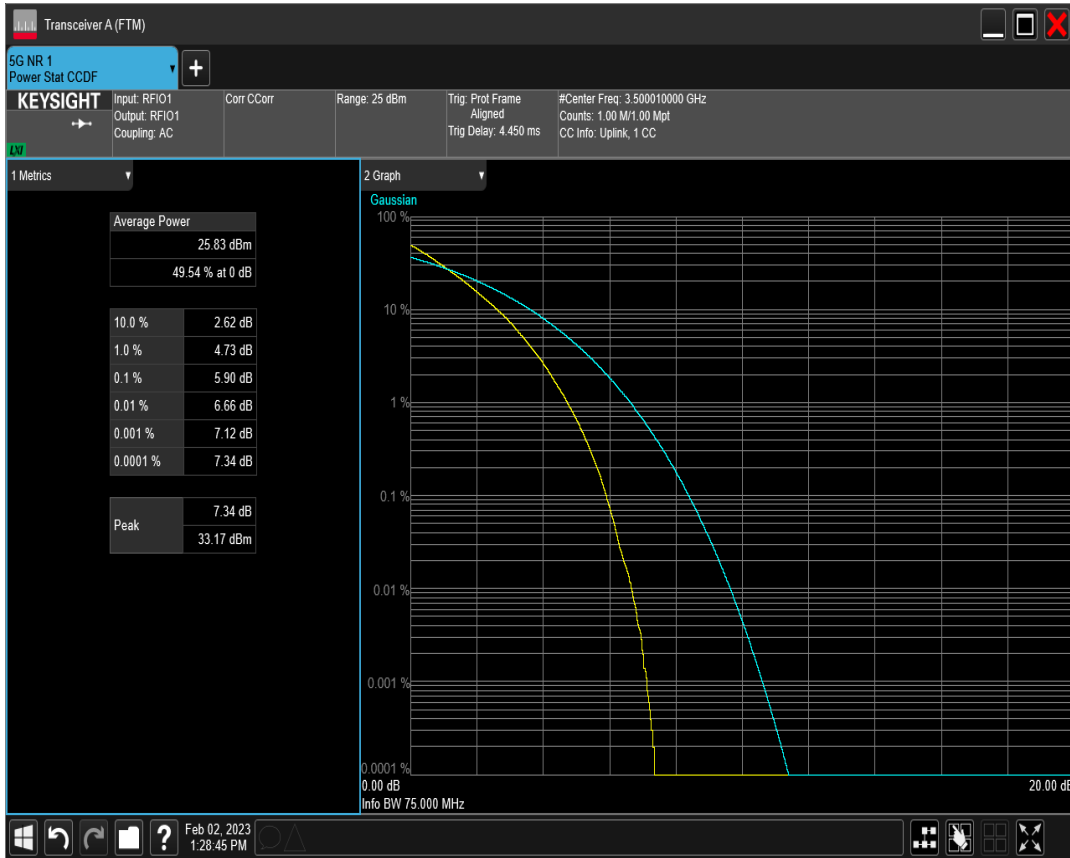 Transceiver A (FTM)
5G NR 1
Power Stat CCDF
+
KEYSIGHT
LXI
Input: RFIO1
Output: RFIO1
Coupling: AC
Corr CCorr
Range: 25 dBm
Trig: Prot Frame
Aligned
Trig Delay: 4.450 ms
#Center Freq: 3.500010000 GHz
Counts: 1.00 M/1.00 Mpt
CC Info: Uplink, 1 CC
1 Metrics
Average Power
25.83 dBm
49.54 % at 0 dB
10.0 % 2.62 dB
1.0 % 4.73 dB
0.1 % 5.90 dB
0.01 % 6.66 dB
0.001 % 7.12 dB
0.0001 % 7.34 dB
Peak
7.34 dB
33.17 dBm
2 Graph
Gaussian
100 %
10 %
1 %
0.1 %
0.01 %
0.001 %
0.0001 %
0.00 dB 20.00 dB
Info BW 75.000 MHz
?
Feb 02, 2023
1:28:45 PM